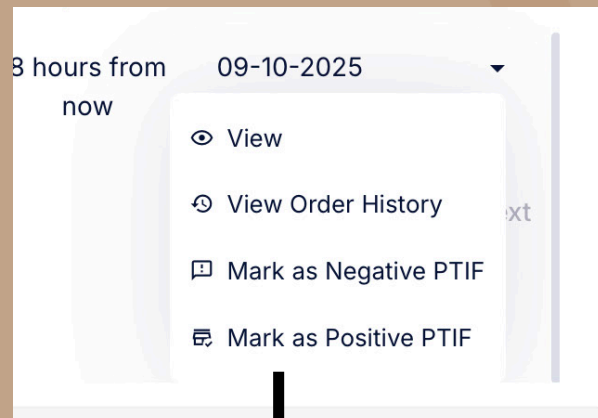 8 hours from
now
09-10-2025
View
View Order History
ext
Mark as Negative PTIF
Mark as Positive PTIF